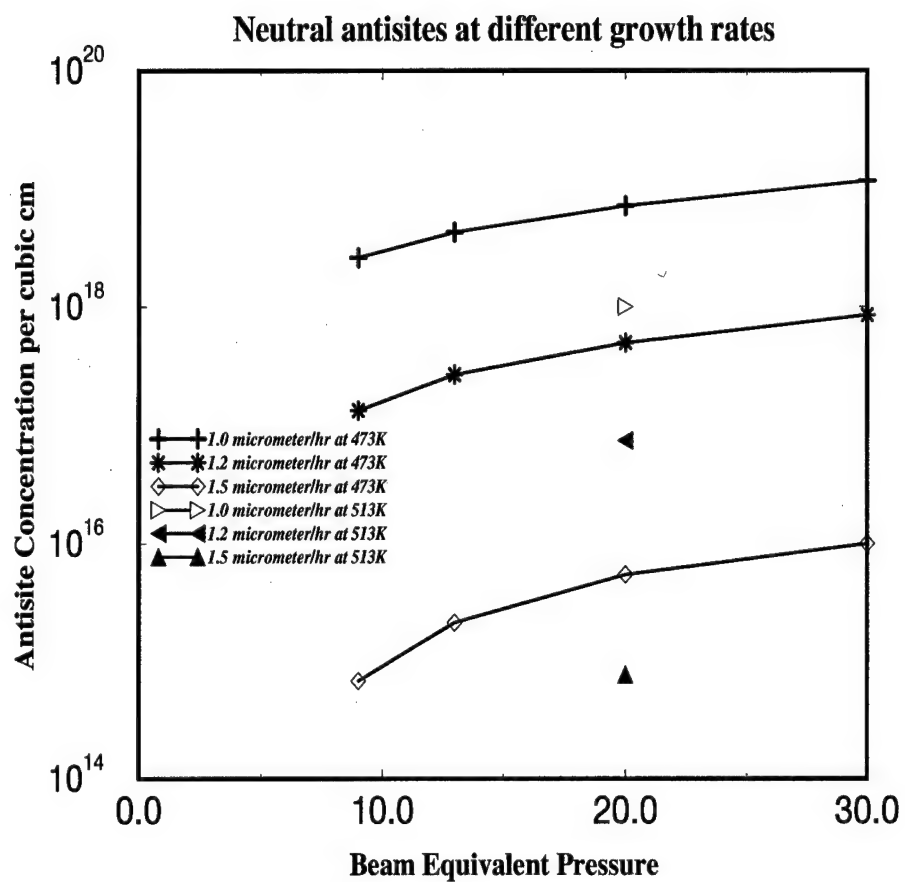 Neutral antisites at different growth rates
10^20
10^18
10^16
10^14
Antisite Concentration per cubic cm
1.0 micrometer/hr at 473K
1.2 micrometer/hr at 473K
1.5 micrometer/hr at 473K
1.0 micrometer/hr at 513K
1.2 micrometer/hr at 513K
1.5 micrometer/hr at 513K
0.0 10.0 20.0 30.0
Beam Equivalent Pressure